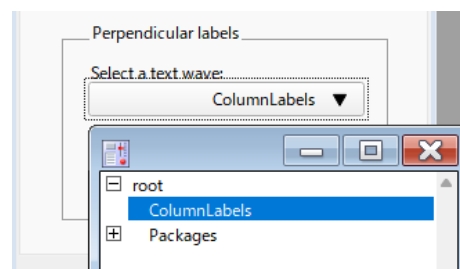 Perpendicular labels
Select a text wave:
ColumnLabels
root
ColumnLabels
Packages